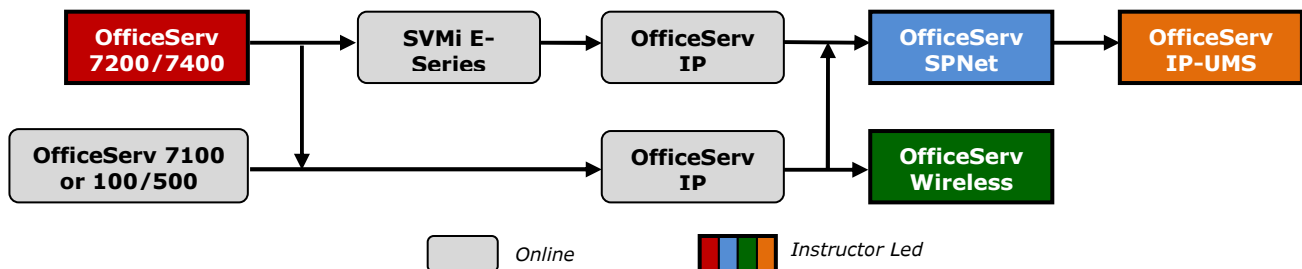 OfficeServ
7200/7400
SVMi E-
Series
OfficeServ
IP
OfficeServ
SPNet
OfficeServ
IP-UMS
OfficeServ 7100
or 100/500
OfficeServ
IP
OfficeServ
Wireless
Online
Instructor Led